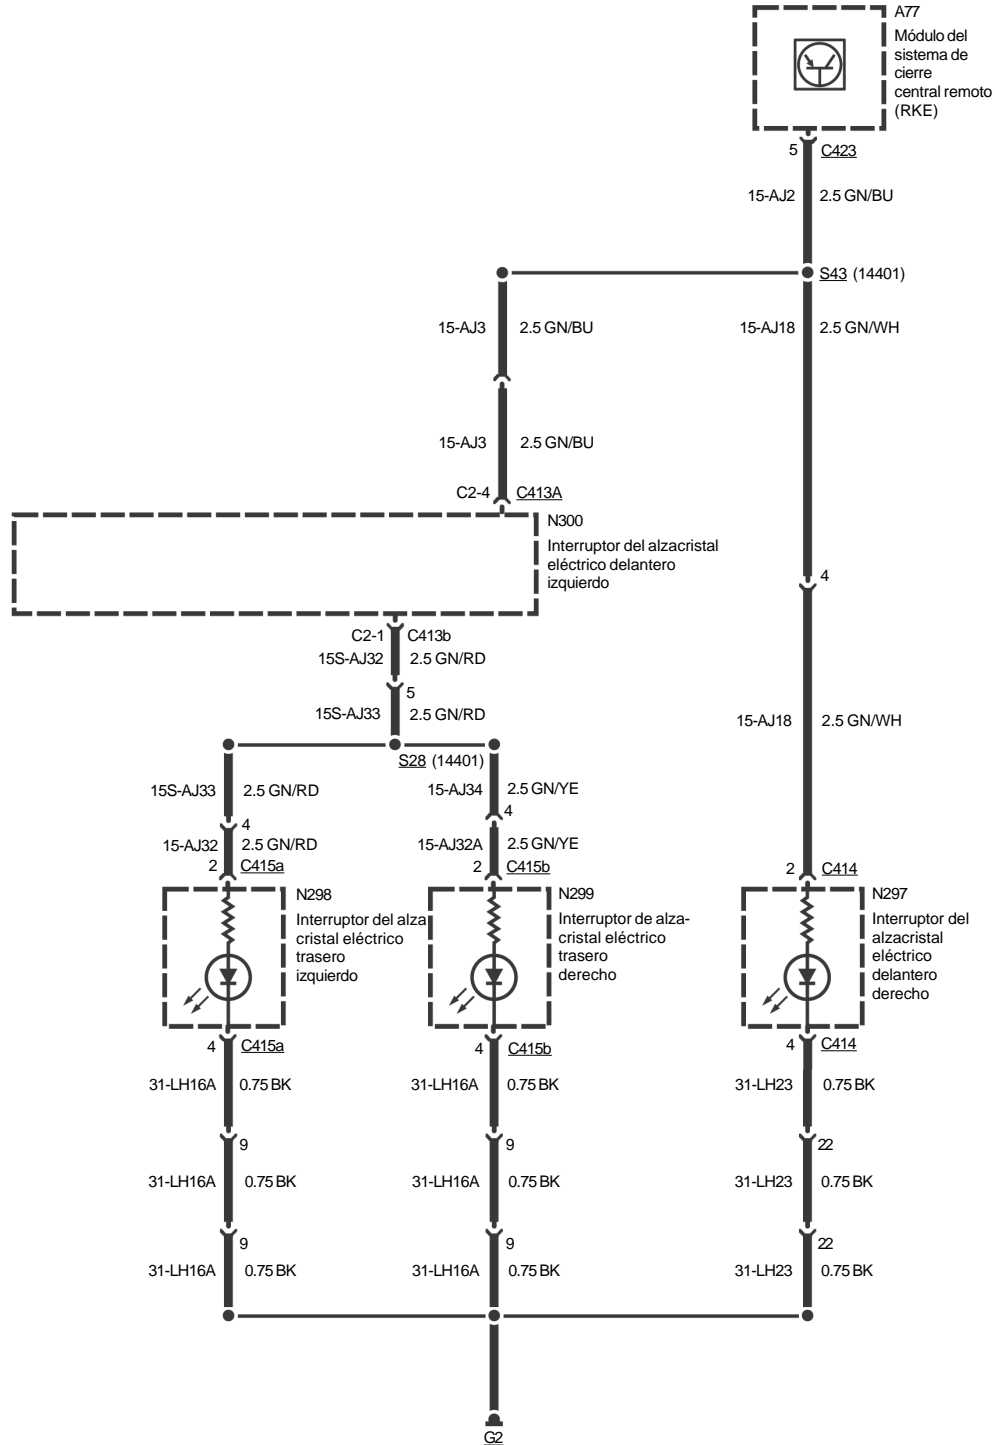 A77
Módulo del
sistema de
cierre
central remoto
(RKE)
5 C423
15-AJ2 2.5 GN/BU
S43 (14401)
15-AJ3 2.5 GN/BU
15-AJ18 2.5 GN/WH
15-AJ3 2.5 GN/BU
C2-4 C413A
N300
Interruptor del alzacristal
eléctrico delantero
izquierdo
4
C2-1 C413b
15S-AJ32 2.5 GN/RD
5
15S-AJ33 2.5 GN/RD
15-AJ18 2.5 GN/WH
S28 (14401)
15S-AJ33 2.5 GN/RD
15-AJ34 2.5 GN/YE
4
4
15-AJ32 2.5 GN/RD
15-AJ32A 2.5 GN/YE
2 C415a
2 C415b
2 C414
N298
Interruptor del alza
cristal eléctrico
trasero
izquierdo
N299
Interruptor de alza-
cristal eléctrico
trasero
derecho
N297
Interruptor del
alzacristal
eléctrico
delantero
derecho
4 C415a
4 C415b
4 C414
31-LH16A 0.75 BK
31-LH16A 0.75 BK
31-LH23 0.75 BK
9
9
22
31-LH16A 0.75 BK
31-LH16A 0.75 BK
31-LH23 0.75 BK
9
9
22
31-LH16A 0.75 BK
31-LH16A 0.75 BK
31-LH23 0.75 BK
G2